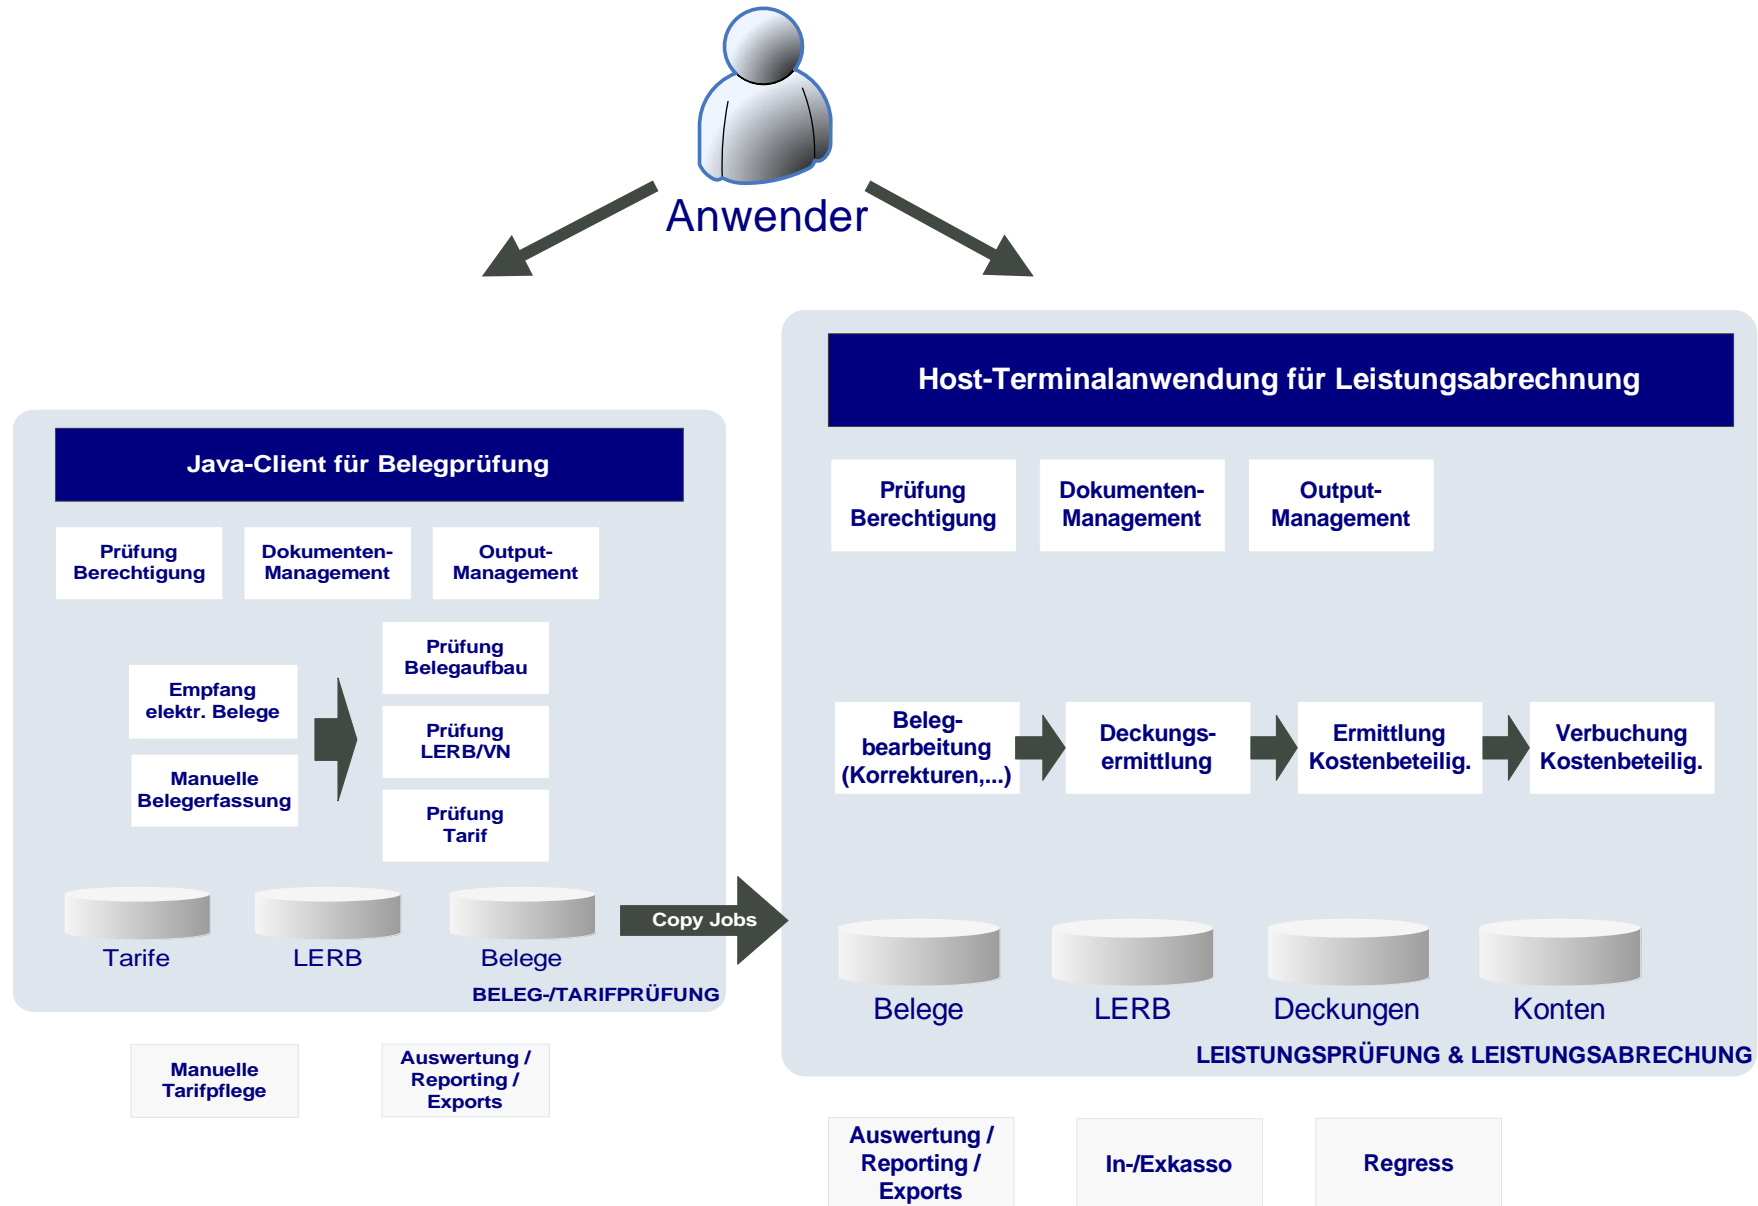 Anwender
Java-Client für Belegprüfung
Prüfung
Berechtigung
Dokumenten-
Management
Output-
Management
Empfang
elektr. Belege
Manuelle
Belegerfassung
Prüfung
Belegaufbau
Prüfung
LERB/VN
Prüfung
Tarif
Tarife
LERB
Belege
BELEG-/TARIFPRÜFUNG
Manuelle
Tarifpflege
Auswertung /
Reporting /
Exports
Copy Jobs
Host-Terminalanwendung für Leistungsabrechnung
Prüfung
Berechtigung
Dokumenten-
Management
Output-
Management
Beleg-
bearbeitung
(Korrekturen,...)
Deckungs-
ermittlung
Ermittlung
Kostenbeteilig.
Verbuchung
Kostenbeteilig.
Belege
LERB
Deckungen
Konten
LEISTUNGSPRÜFUNG & LEISTUNGSABRECHUNG
Auswertung /
Reporting /
Exports
In-/Exkasso
Regress